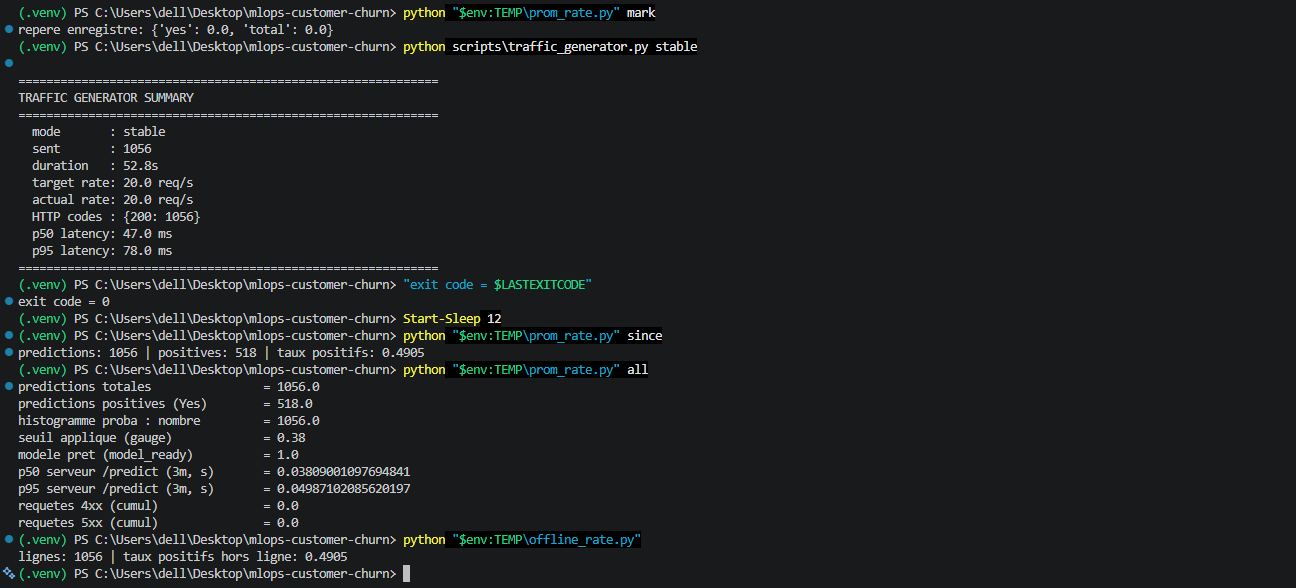 (.venv) PS C:\Users\dell\Desktop\mlops-customer-churn> python "$env:TEMP\prom_rate.py" mark
repere enregistre: {'yes': 0.0, 'total': 0.0}
(.venv) PS C:\Users\dell\Desktop\mlops-customer-churn> python scripts\traffic_generator.py stable
============================================================
TRAFFIC GENERATOR SUMMARY
============================================================
  mode       : stable
  sent       : 1056
  duration   : 52.8s
  target rate: 20.0 req/s
  actual rate: 20.0 req/s
  HTTP codes : {200: 1056}
  p50 latency: 47.0 ms
  p95 latency: 78.0 ms
============================================================
(.venv) PS C:\Users\dell\Desktop\mlops-customer-churn> "exit code = $LASTEXITCODE"
exit code = 0
(.venv) PS C:\Users\dell\Desktop\mlops-customer-churn> Start-Sleep 12
(.venv) PS C:\Users\dell\Desktop\mlops-customer-churn> python "$env:TEMP\prom_rate.py" since
predictions: 1056 | positives: 518 | taux positifs: 0.4905
(.venv) PS C:\Users\dell\Desktop\mlops-customer-churn> python "$env:TEMP\prom_rate.py" all
predictions totales                = 1056.0
predictions positives (Yes)        = 518.0
histogramme proba : nombre         = 1056.0
seuil applique (gauge)             = 0.38
modele pret (model_ready)          = 1.0
p50 serveur /predict (3m, s)       = 0.03809001097694841
p95 serveur /predict (3m, s)       = 0.04987102085620197
requetes 4xx (cumul)               = 0.0
requetes 5xx (cumul)               = 0.0
(.venv) PS C:\Users\dell\Desktop\mlops-customer-churn> python "$env:TEMP\offline_rate.py"
lignes: 1056 | taux positifs hors ligne: 0.4905
(.venv) PS C:\Users\dell\Desktop\mlops-customer-churn>